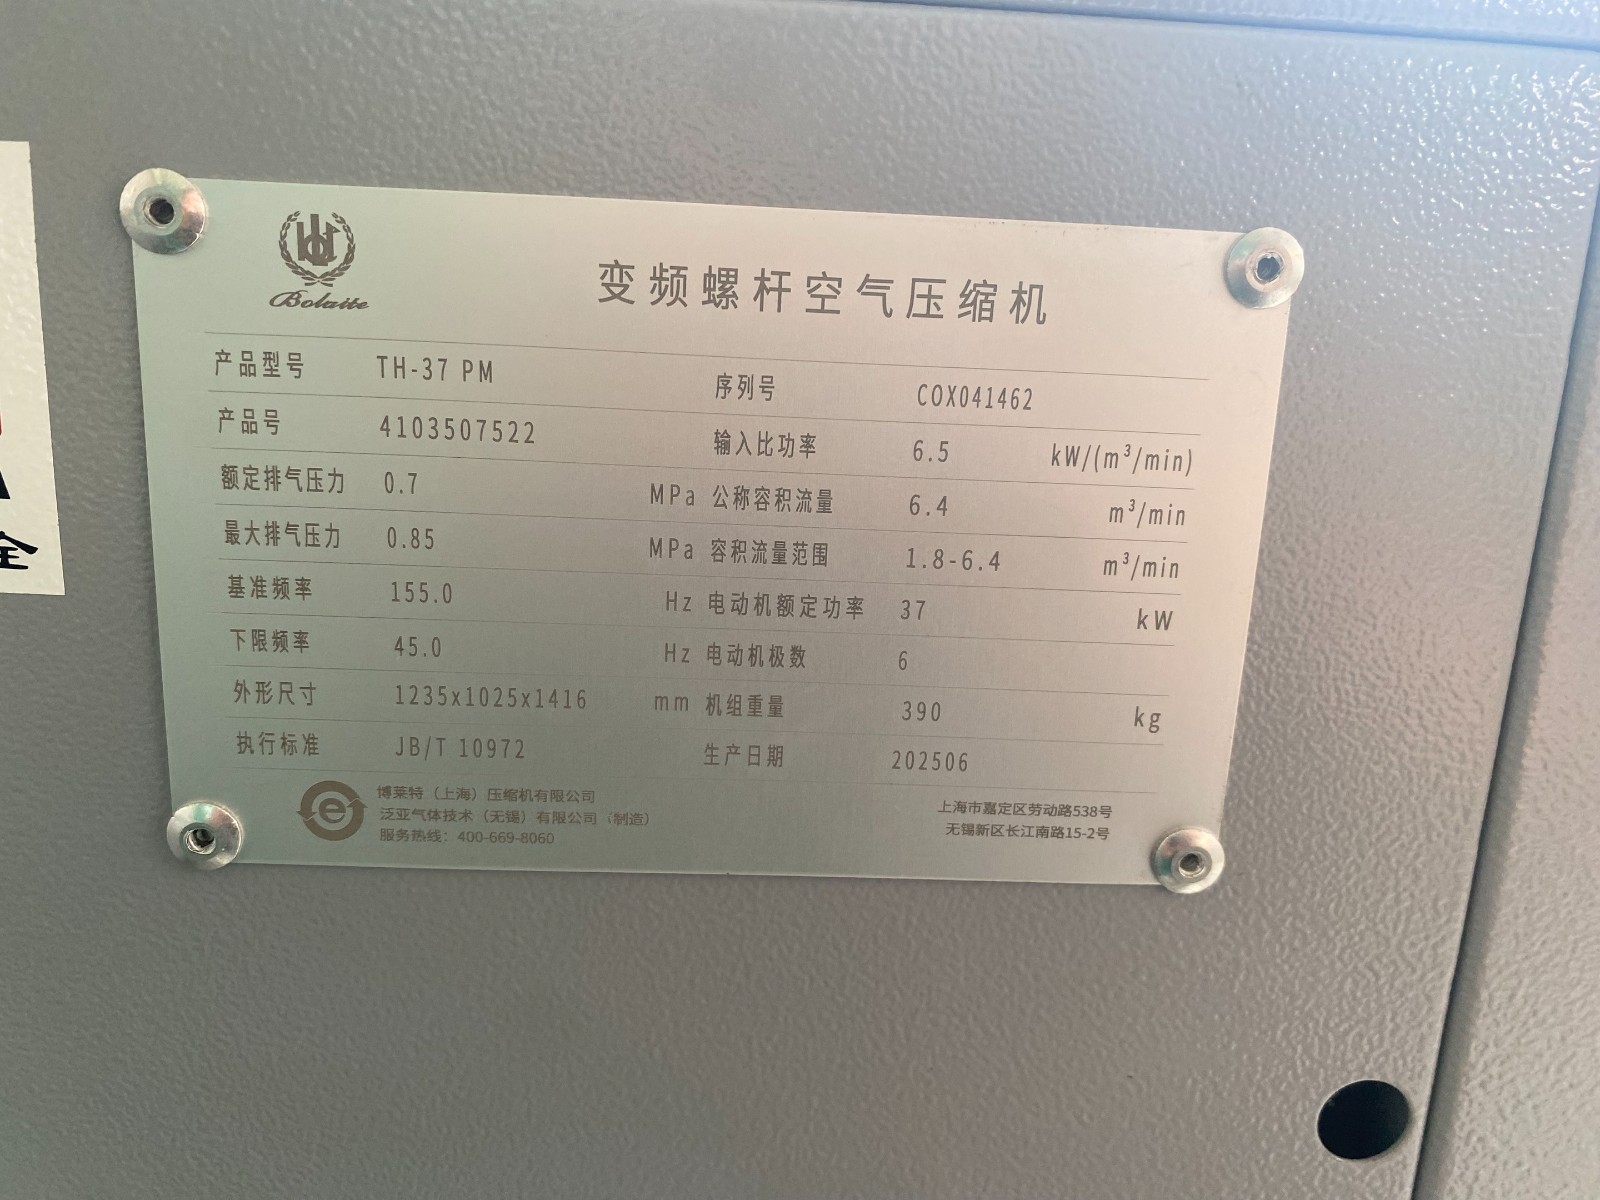 Bolaite
变频螺杆空气压缩机
产品型号 TH-37 PM 序列号 COX041462
产品号 4103507522 输入比功率 6.5 kW/(m³/min)
额定排气压力 0.7 MPa 公称容积流量 6.4 m³/min
最大排气压力 0.85 MPa 容积流量范围 1.8-6.4 m³/min
基准频率 155.0 Hz 电动机额定功率 37 kW
下限频率 45.0 Hz 电动机极数 6
外形尺寸 1235x1025x1416 mm 机组重量 390 kg
执行标准 JB/T 10972 生产日期 202506
博莱特（上海）压缩机有限公司 上海市嘉定区劳动路538号
泛亚气体技术（无锡）有限公司（制造） 无锡新区长江南路15-2号
服务热线：400-669-8060
全